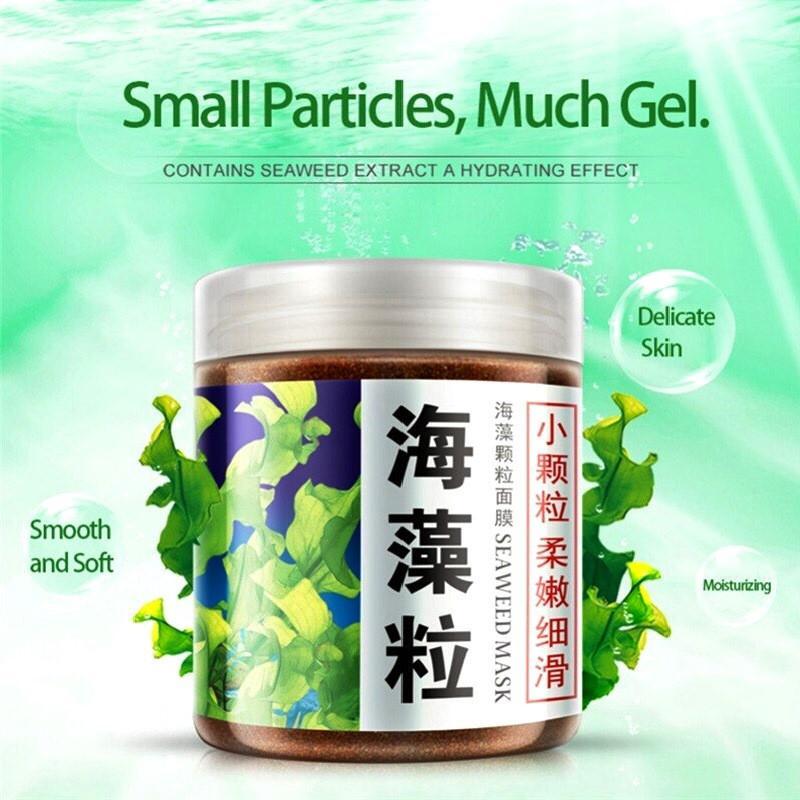 Small Particles, Much Gel.
CONTAINS SEAWEED EXTRACT A HYDRATING EFFECT
Delicate
Skin
Smooth
and Soft
Moisturizing
海藻粒
海藻颗粒面膜 SEAWEED MASK
小颗粒 柔嫩细滑